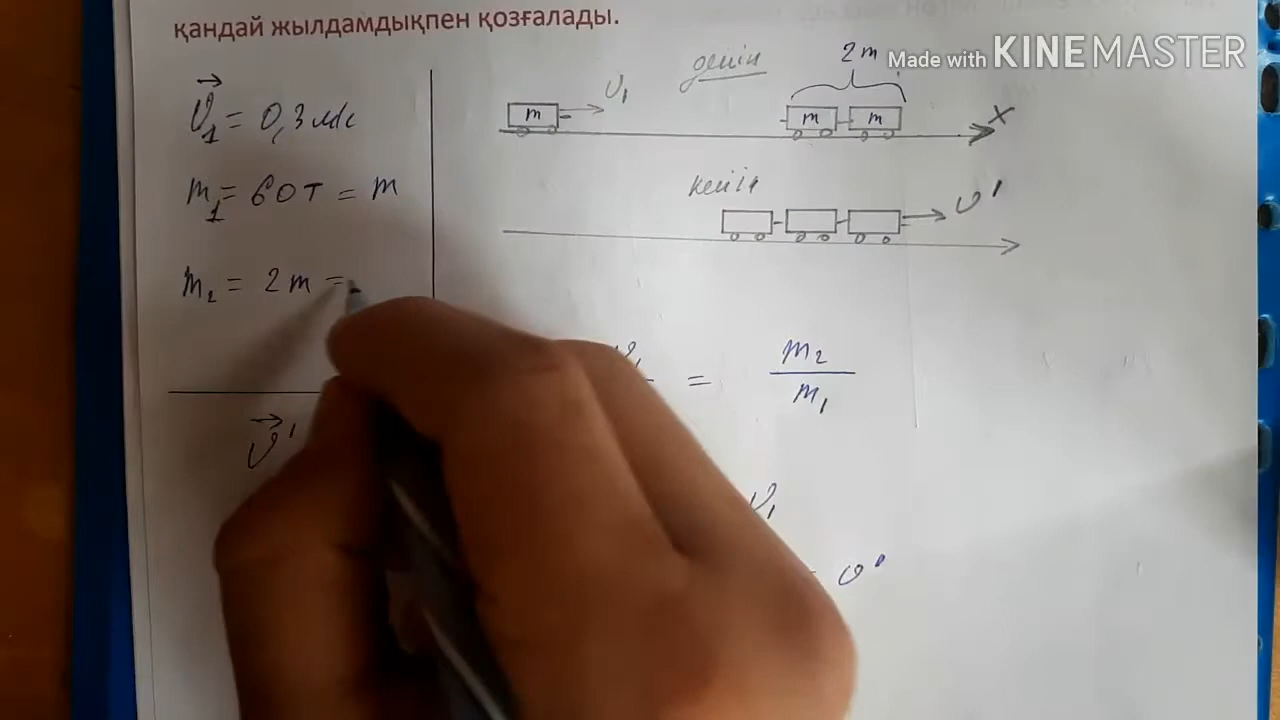 қандай жылдамдықпен қозғалады.
Made with KINEMASTER
дейін
2m
υ₁
m
m m
x
υ₁ = 0,3 м/с
m₁ = 60 т = m
кейін
υ'
m₂ = 2m =
υ₁
= m₂
m₁
υ'
υ₁
υ'